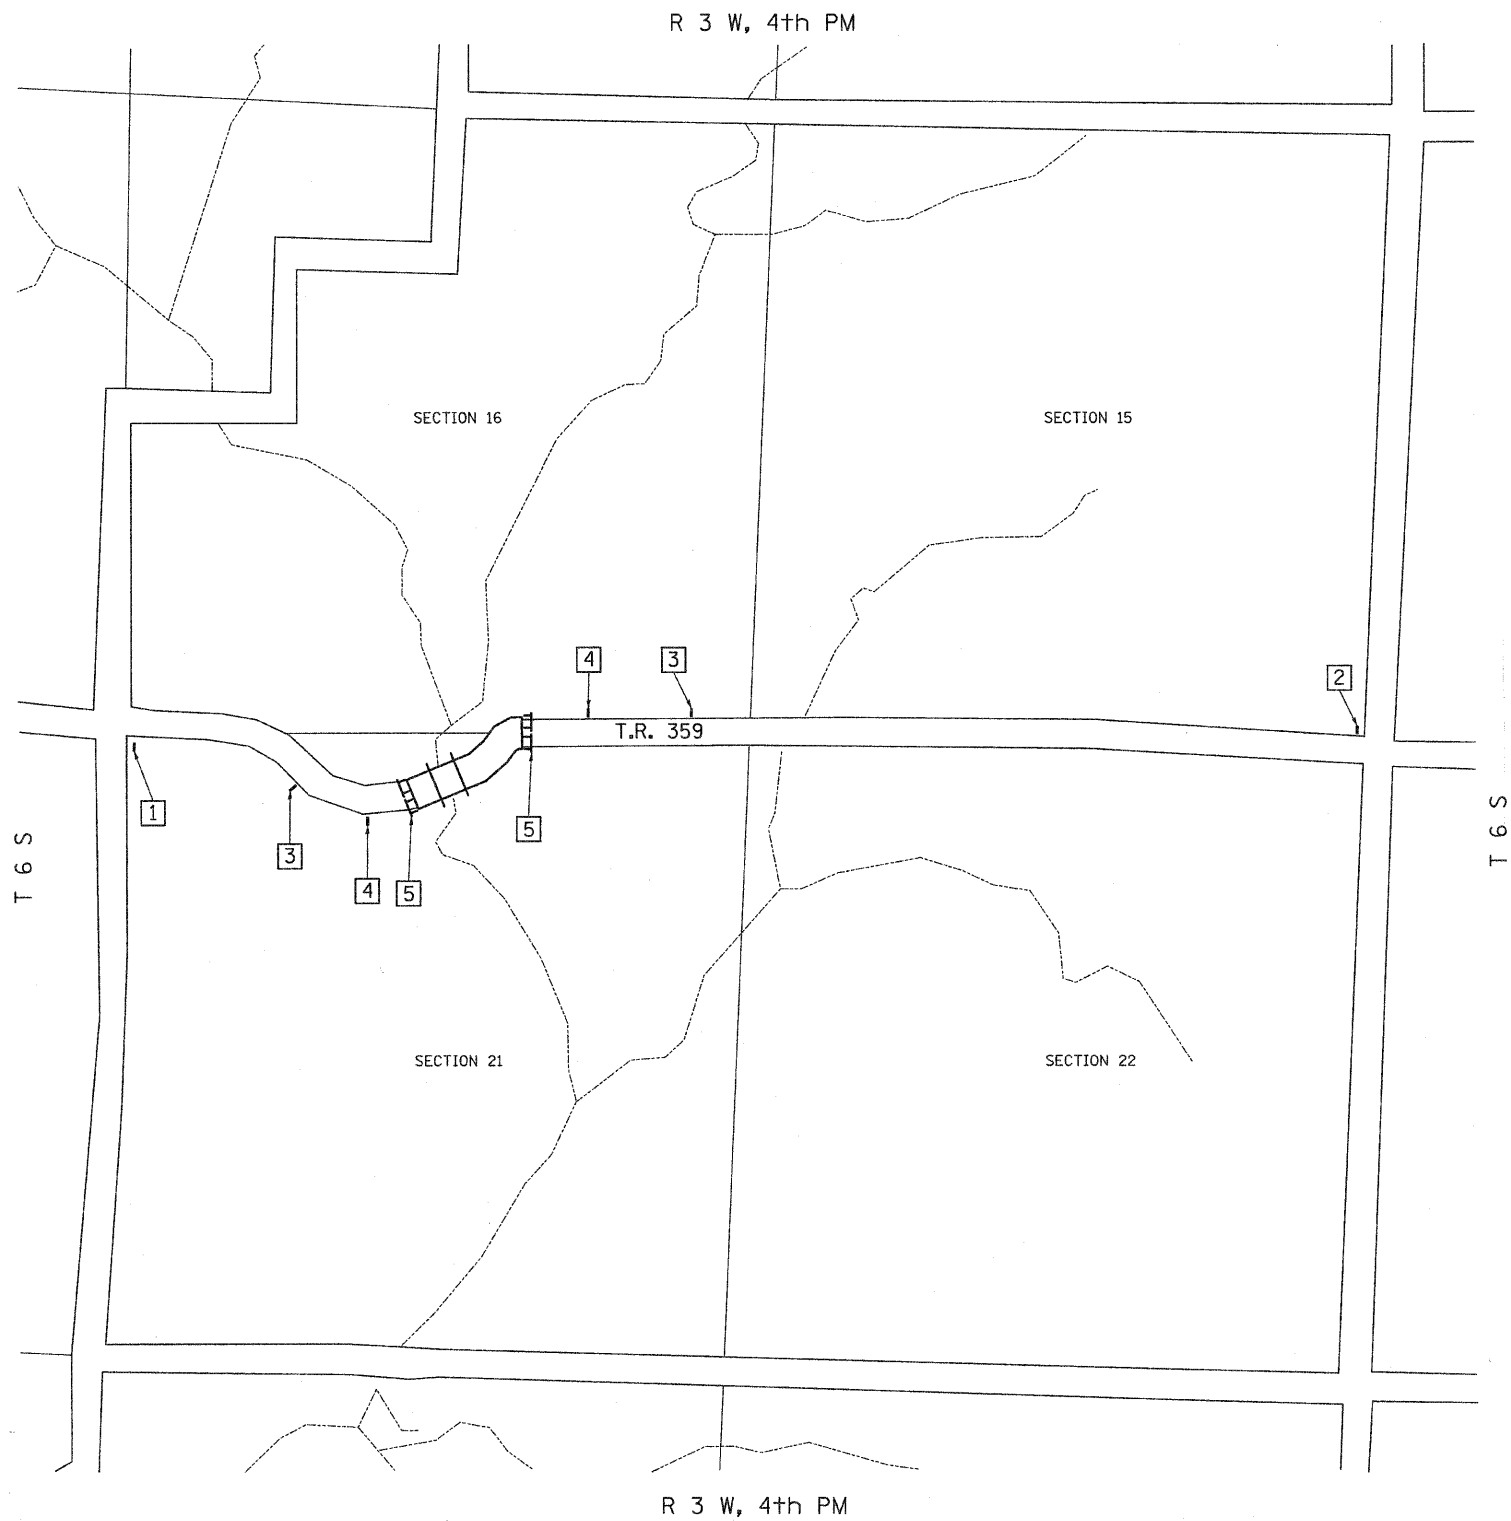 R 3 W, 4th PM
SECTION 16
SECTION 15
4
3
2
T.R. 359
1
5
3
4
5
T 6 S
T 6 S
SECTION 21
SECTION 22
R 3 W, 4th PM